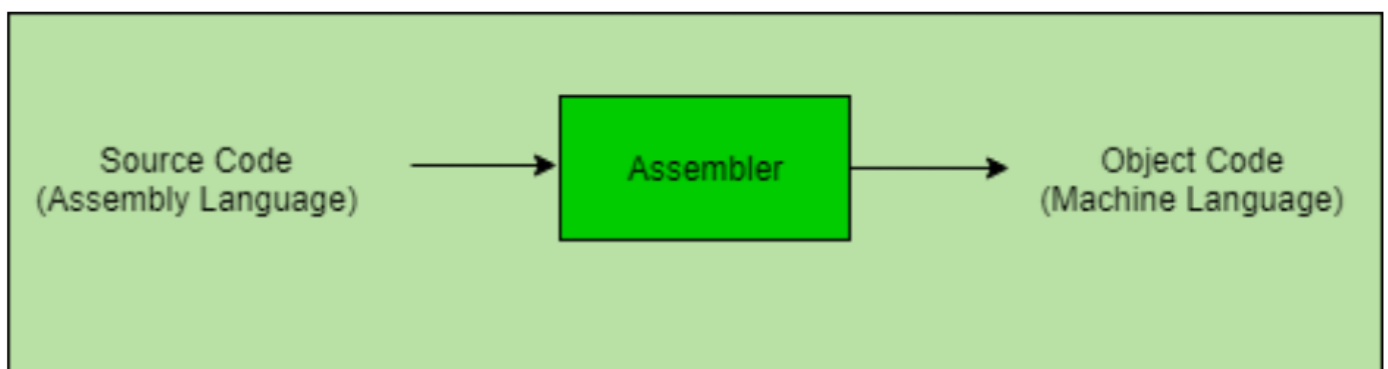 Source Code
(Assembly Language)
Assembler
Object Code
(Machine Language)